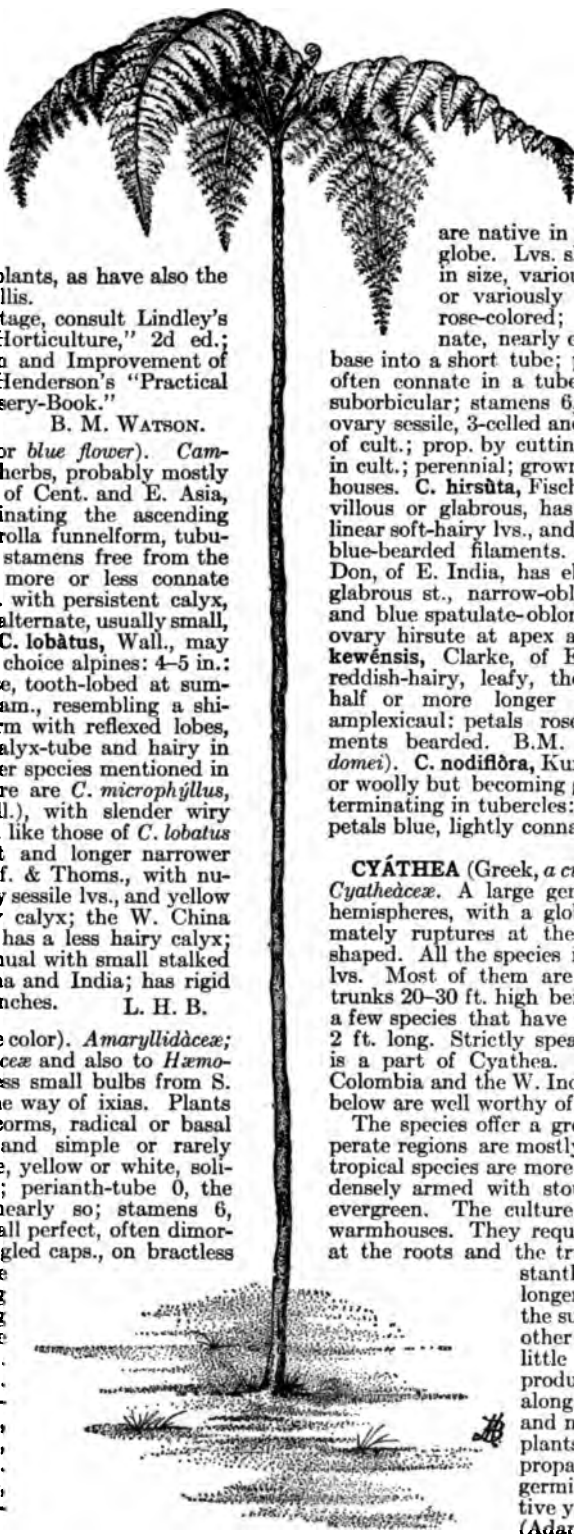 plants, as have also the
llis.
tage, consult Lindley's
Horticulture," 2d ed.;
n and Improvement of
Henderson's "Practical
sery-Book."
B. M. WATSON.
or blue flower). Cam-
herbs, probably mostly
of Cent. and E. Asia,
inating the ascending
rolla funnelform, tubu-
stamens free from the
more or less connate
. with persistent calyx,
alternate, usually small,
C. lobàtus, Wall., may
choice alpines: 4–5 in.:
e, tooth-lobed at sum-
am., resembling a shi-
rm with reflexed lobes,
alyx-tube and hairy in
er species mentioned in
re are C. microphýllus,
ll.), with slender wiry
like those of C. lobatus
t and longer narrower
f. & Thoms., with nu-
y sessile lvs., and yellow
calyx; the W. China
has a less hairy calyx;
nual with small stalked
na and India; has rigid
nches. L. H. B.
e color). Amaryllidàceæ;
ceæ and also to Hæmo-
ess small bulbs from S.
he way of ixias. Plants
corms, radical or basal
and simple or rarely
e, yellow or white, soli-
; perianth-tube 0, the
nearly so; stamens 6,
all perfect, often dimor-
gled caps., on bractless
are native in
globe. Lvs. s
in size, variou
or variously
rose-colored;
nate, nearly
base into a short tube;
often connate in a tube
suborbicular; stamens 6,
ovary sessile, 3-celled an
of cult.; prop. by cuttin
in cult.; perennial; grow
houses. C. hirsùta, Fisch
villous or glabrous, has
linear soft-hairy lvs., and
blue-bearded filaments.
Don, of E. India, has el
glabrous st., narrow-obl
and blue spatulate-oblon
ovary hirsute at apex a
kewénsis, Clarke, of E
reddish-hairy, leafy, th
half or more longer
amplexicaul: petals rose
ments bearded. B.M.
domei). C. nodiflòra, Ku
or woolly but becoming
terminating in tubercles:
petals blue, lightly conna
CYÁTHEA (Greek, a c
Cyatheàceæ. A large ge
hemispheres, with a glo
mately ruptures at the
shaped. All the species
lvs. Most of them are
trunks 20–30 ft. high be
a few species that have
2 ft. long. Strictly spea
is a part of Cyathea.
Colombia and the W. Ind
below are well worthy of
The species offer a gr
perate regions are mostly
tropical species are more
densely armed with sto
evergreen. The culture
warmhouses. They requ
at the roots and the tr
stantl
longer
the su
other
little
produ
along
and n
plants
propa
germi
tive y
(Adar